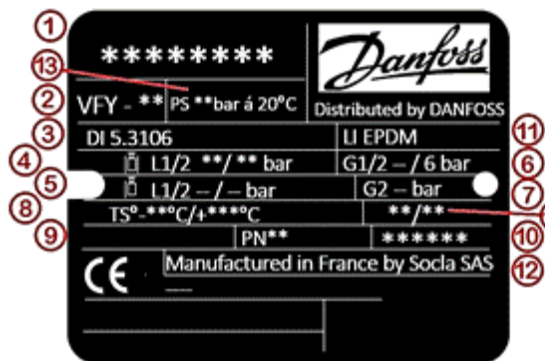 1
********
Danfoss
13
2
VFY - ** PS **bar á 20°C
Distributed by DANFOSS
3
DI 5.3106 LI EPDM
11
4
L1/2 **/** bar G1/2 – / 6 bar
6
5
L1/2 – / – bar G2 – bar
7
8
TS°-**°C/+***°C **/**
9
PN** ******
10
CE Manufactured in France by Socla SAS
12